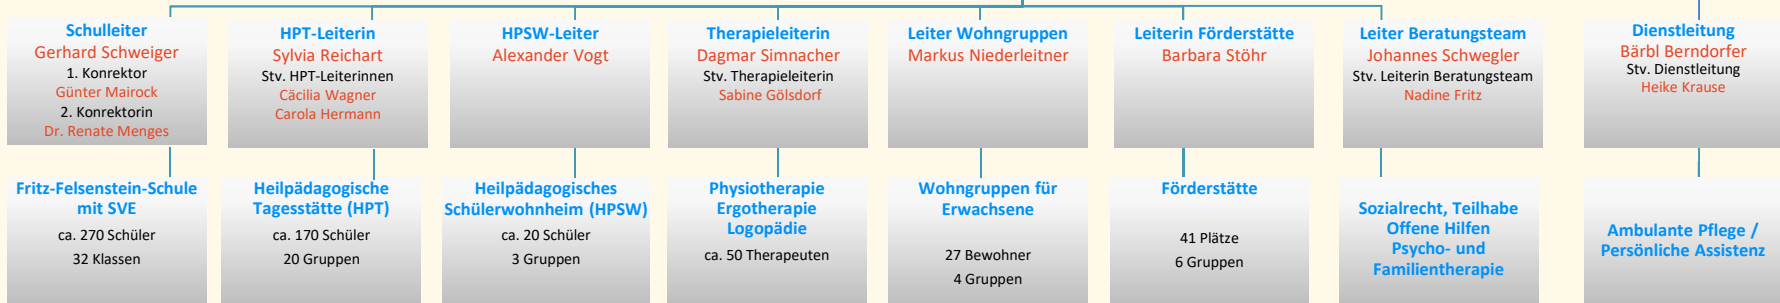 Schulleiter
Gerhard Schweiger
1. Konrektor
Günter Mairock
2. Konrektorin
Dr. Renate Menges
HPT-Leiterin
Sylvia Reichart
Stv. HPT-Leiterinnen
Cäcilia Wagner
Carola Hermann
HPSW-Leiter
Alexander Vogt
Therapieleiterin
Dagmar Simnacher
Stv. Therapieleiterin
Sabine Gölsdorf
Leiter Wohngruppen
Markus Niederleitner
Leiterin Förderstätte
Barbara Stöhr
Leiter Beratungsteam
Johannes Schwegler
Stv. Leiterin Beratungsteam
Nadine Fritz
Dienstleitung
Bärbl Berndorfer
Stv. Dienstleitung
Heike Krause
Fritz-Felsenstein-Schule
mit SVE
ca. 270 Schüler
32 Klassen
Heilpädagogische
Tagesstätte (HPT)
ca. 170 Schüler
20 Gruppen
Heilpädagogisches
Schülerwohnheim (HPSW)
ca. 20 Schüler
3 Gruppen
Physiotherapie
Ergotherapie
Logopädie
ca. 50 Therapeuten
Wohngruppen für
Erwachsene
27 Bewohner
4 Gruppen
Förderstätte
41 Plätze
6 Gruppen
Sozialrecht, Teilhabe
Offene Hilfen
Psycho- und
Familientherapie
Ambulante Pflege /
Persönliche Assistenz